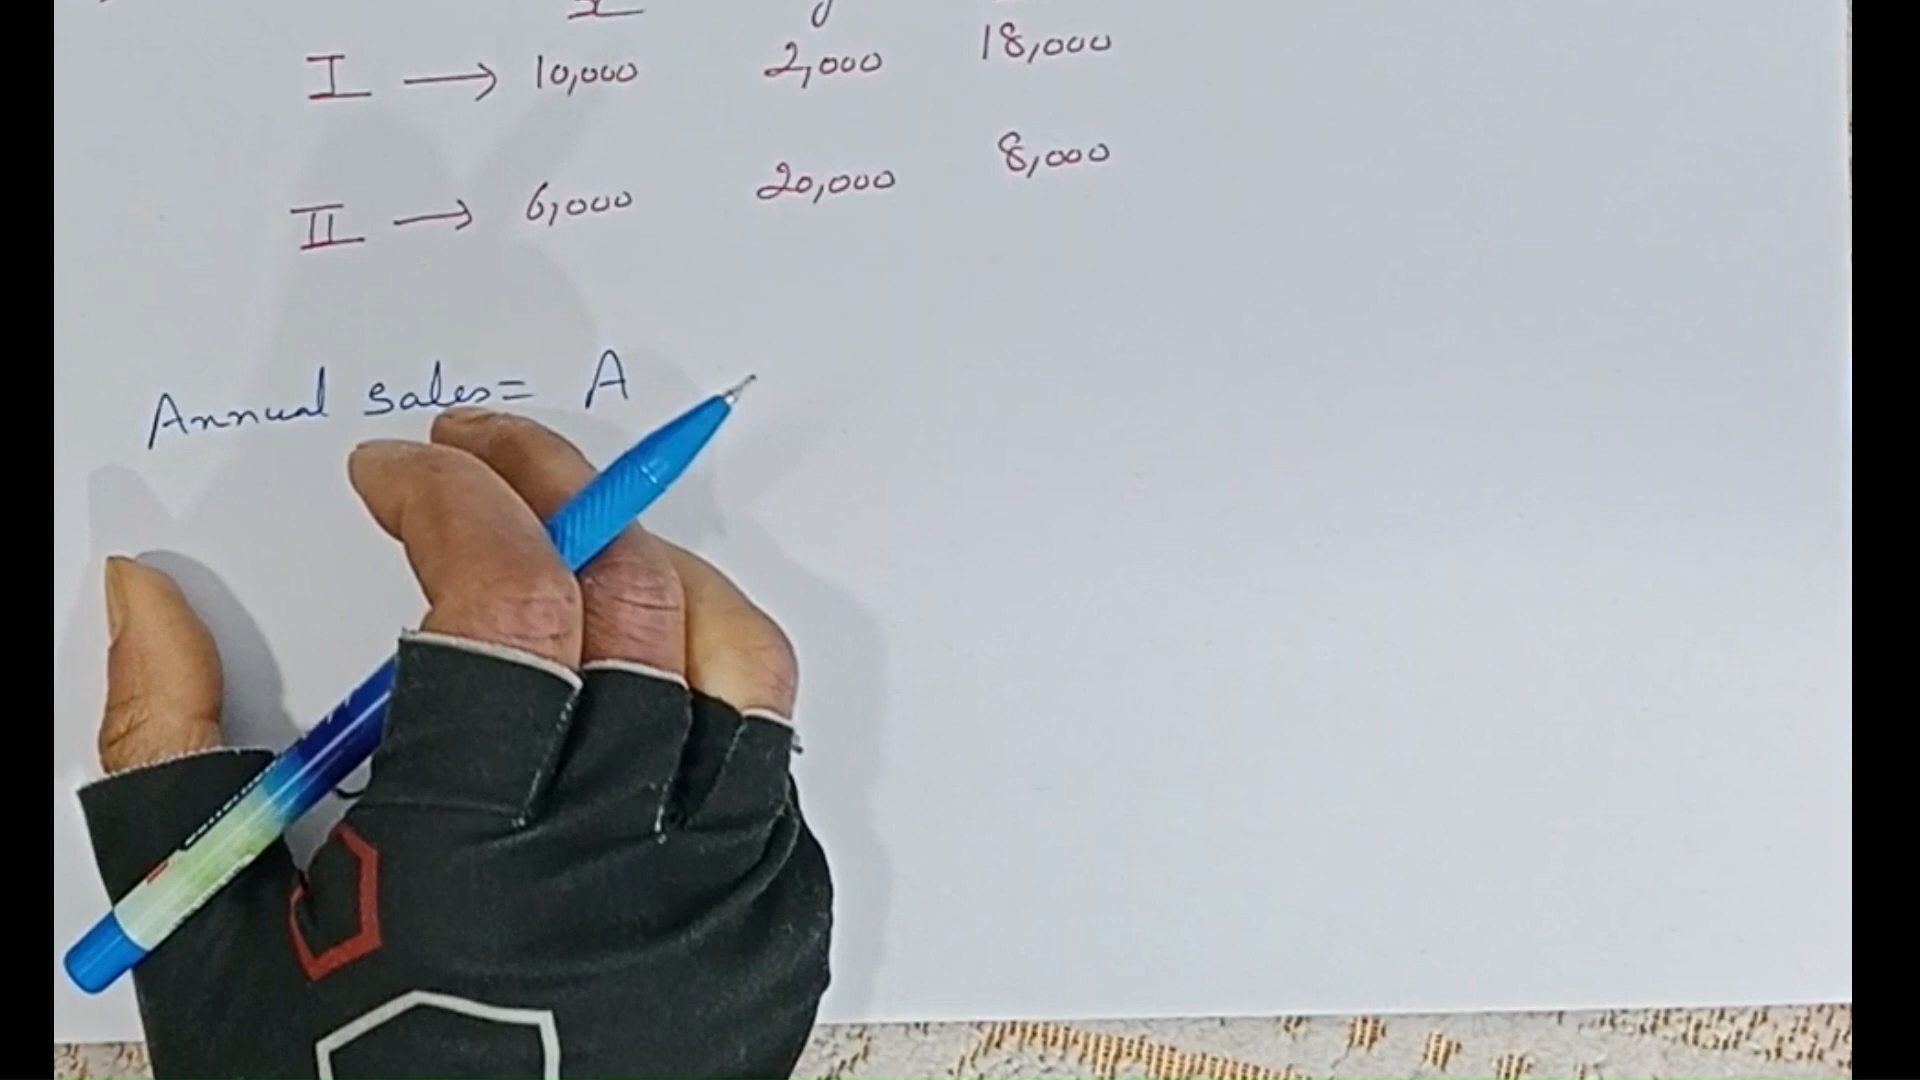 x y
I → 10,000 2,000 18,000
II → 6,000 20,000 8,000
Annual sales = A